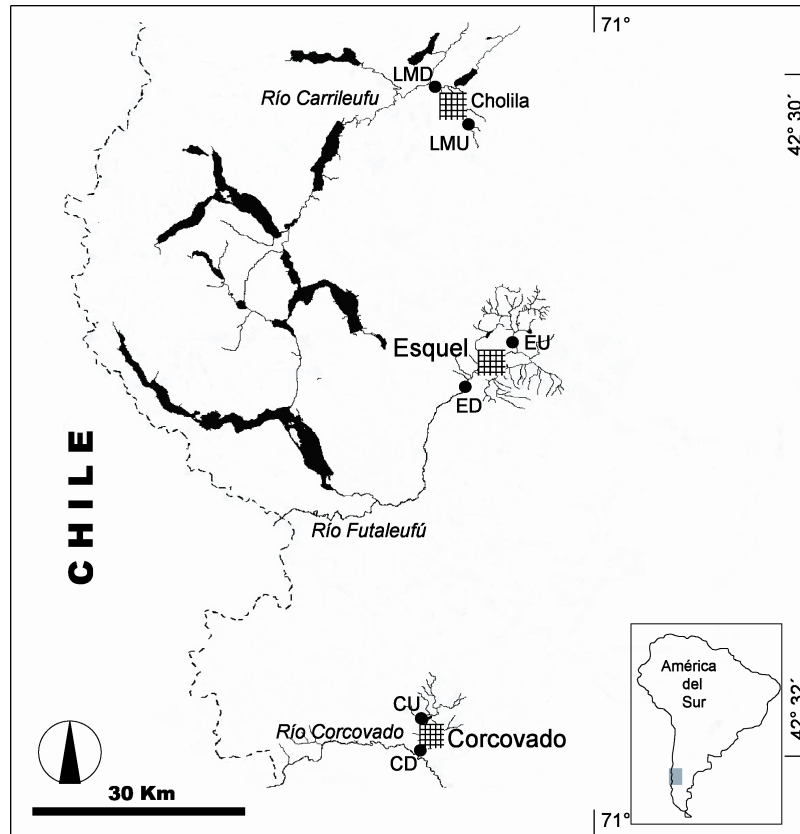 71°
42° 30´
LMD
Río Carrileufu
Cholila
LMU
Esquel
EU
ED
CHILE
Río Futaleufú
América
del
Sur
42° 32´
CU
Río Corcovado
Corcovado
CD
30 Km
71°